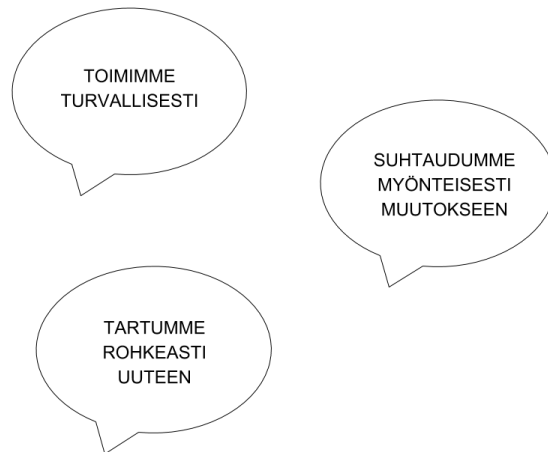 TOIMIMME
TURVALLISESTI
SUHTAUDUMME
MYÖNTEISESTI
MUUTOKSEEN
TARTUMME
ROHKEASTI
UUTEEN